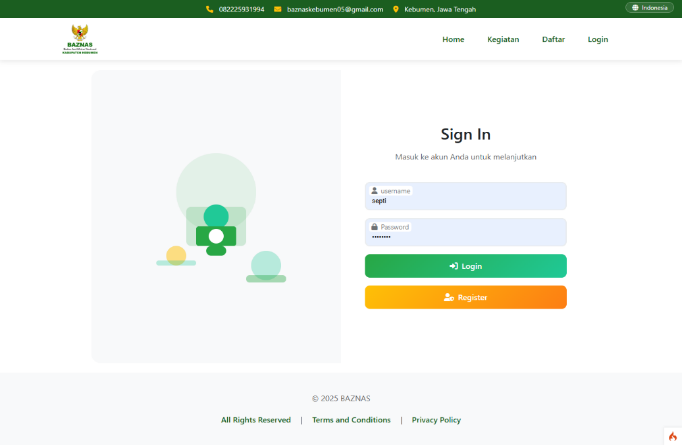 082225931994 baznaskebumen05@gmail.com Kebumen, Jawa Tengah
Indonesia
BAZNAS
Home Kegiatan Daftar Login
Sign In
Masuk ke akun Anda untuk melanjutkan
username
septi
Password
••••••••
Login
Register
© 2025 BAZNAS
All Rights Reserved | Terms and Conditions | Privacy Policy